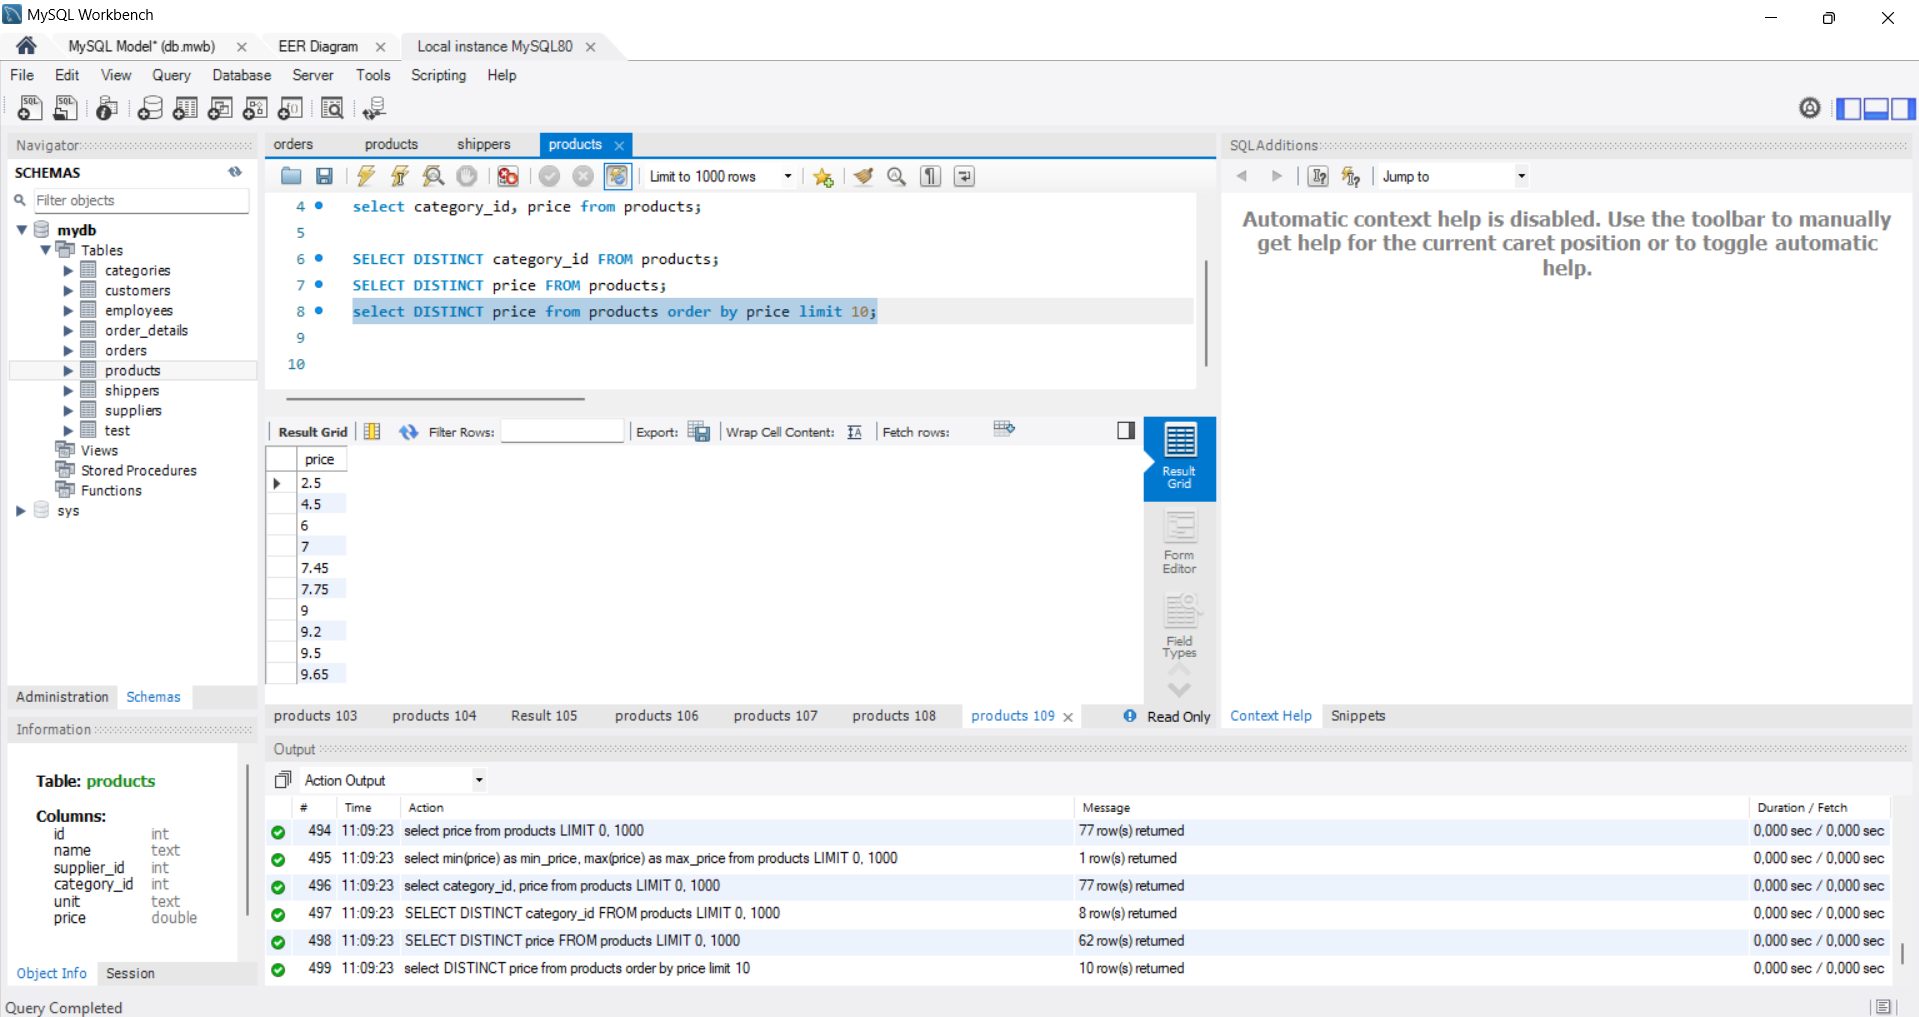 MySQL Workbench
MySQL Model* (db.mwb)
EER Diagram
Local instance MySQL80
File Edit View Query Database Server Tools Scripting Help
Navigator
SCHEMAS
Filter objects
mydb
Tables
categories
customers
employees
order_details
orders
products
shippers
suppliers
test
Views
Stored Procedures
Functions
sys
Administration Schemas
Information
Table: products
Columns:
id int
name text
supplier_id int
category_id int
unit text
price double
Object Info Session
Query Completed
orders products shippers products
Limit to 1000 rows
4 select category_id, price from products;
5
6 SELECT DISTINCT category_id FROM products;
7 SELECT DISTINCT price FROM products;
8 select DISTINCT price from products order by price limit 10;
9
10
Result Grid Filter Rows: Export: Wrap Cell Content: Fetch rows:
price
2.5
4.5
6
7
7.45
7.75
9
9.2
9.5
9.65
Result
Grid
Form
Editor
Field
Types
products 103 products 104 Result 105 products 106 products 107 products 108 products 109 Read Only
SQLAdditions
Jump to
Automatic context help is disabled. Use the toolbar to manually
get help for the current caret position or to toggle automatic
help.
Context Help Snippets
Output
Action Output
# Time Action Message Duration / Fetch
494 11:09:23 select price from products LIMIT 0, 1000 77 row(s) returned 0,000 sec / 0,000 sec
495 11:09:23 select min(price) as min_price, max(price) as max_price from products LIMIT 0, 1000 1 row(s) returned 0,000 sec / 0,000 sec
496 11:09:23 select category_id, price from products LIMIT 0, 1000 77 row(s) returned 0,000 sec / 0,000 sec
497 11:09:23 SELECT DISTINCT category_id FROM products LIMIT 0, 1000 8 row(s) returned 0,000 sec / 0,000 sec
498 11:09:23 SELECT DISTINCT price FROM products LIMIT 0, 1000 62 row(s) returned 0,000 sec / 0,000 sec
499 11:09:23 select DISTINCT price from products order by price limit 10 10 row(s) returned 0,000 sec / 0,000 sec